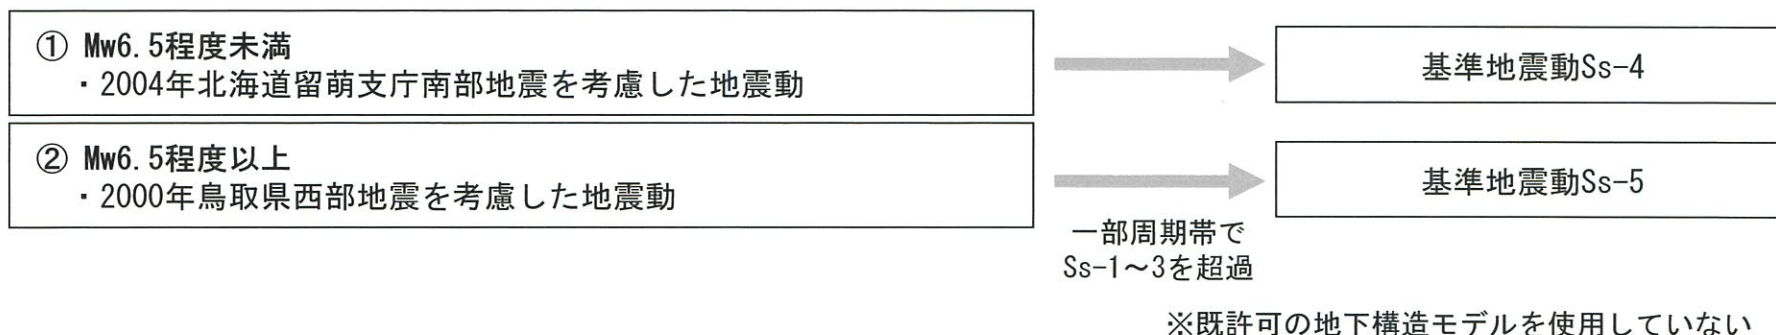 ① Mw6.5程度未満
・2004年北海道留萌支庁南部地震を考慮した地震動
基準地震動Ss-4
② Mw6.5程度以上
・2000年鳥取県西部地震を考慮した地震動
基準地震動Ss-5
一部周期帯で
Ss-1～3を超過
※既許可の地下構造モデルを使用していない